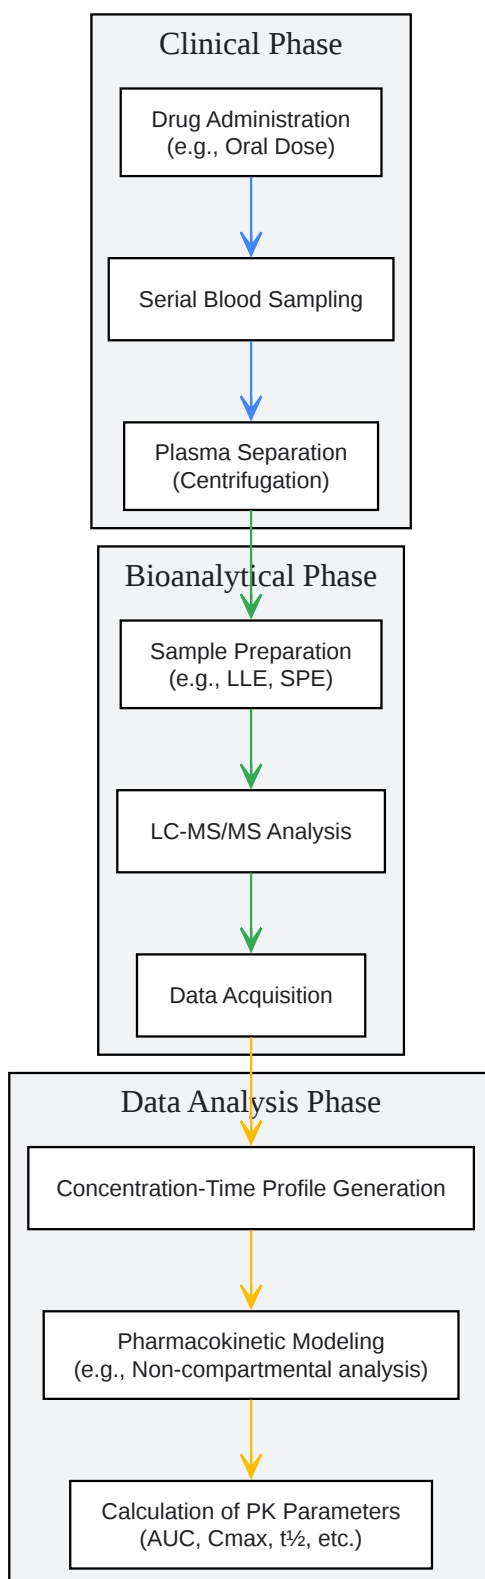 Clinical Phase
Drug Administration
(e.g., Oral Dose)
Serial Blood Sampling
Plasma Separation
(Centrifugation)
Bioanalytical Phase
Sample Preparation
(e.g., LLE, SPE)
LC-MS/MS Analysis
Data Acquisition
Data Analysis Phase
Concentration-Time Profile Generation
Pharmacokinetic Modeling
(e.g., Non-compartmental analysis)
Calculation of PK Parameters
(AUC, Cmax, t½, etc.)